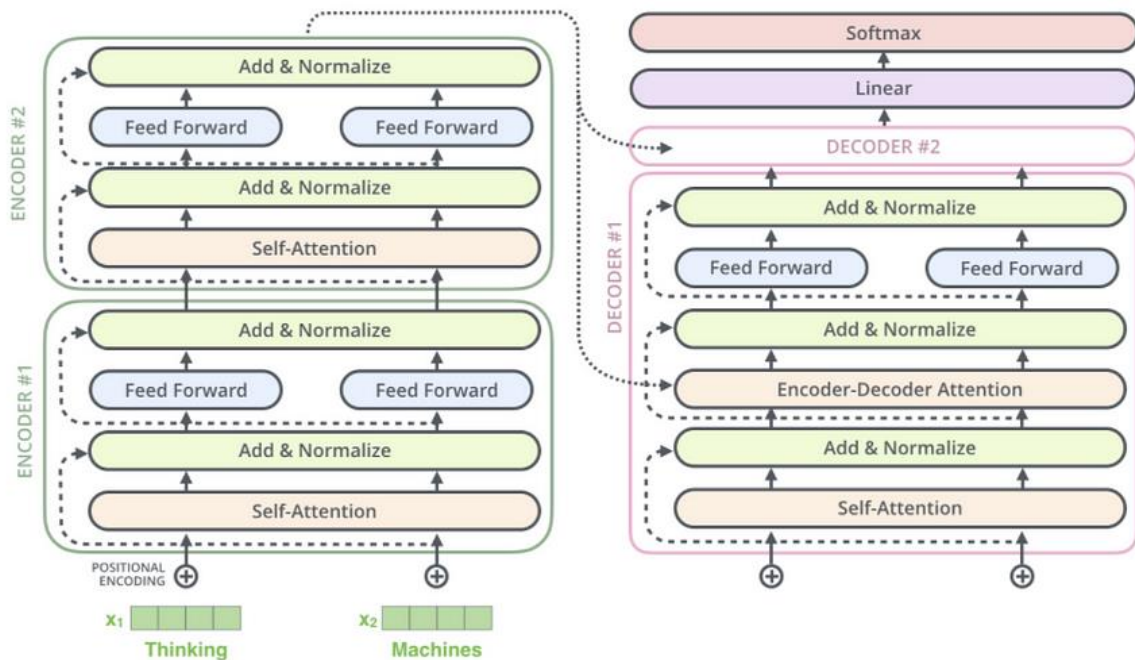 ENCODER #2
Add & Normalize
Feed Forward
Feed Forward
Add & Normalize
Self-Attention
ENCODER #1
Add & Normalize
Feed Forward
Feed Forward
Add & Normalize
Self-Attention
POSITIONAL
ENCODING
x1
x2
Thinking
Machines
Softmax
Linear
DECODER #2
DECODER #1
Add & Normalize
Feed Forward
Feed Forward
Add & Normalize
Encoder-Decoder Attention
Add & Normalize
Self-Attention